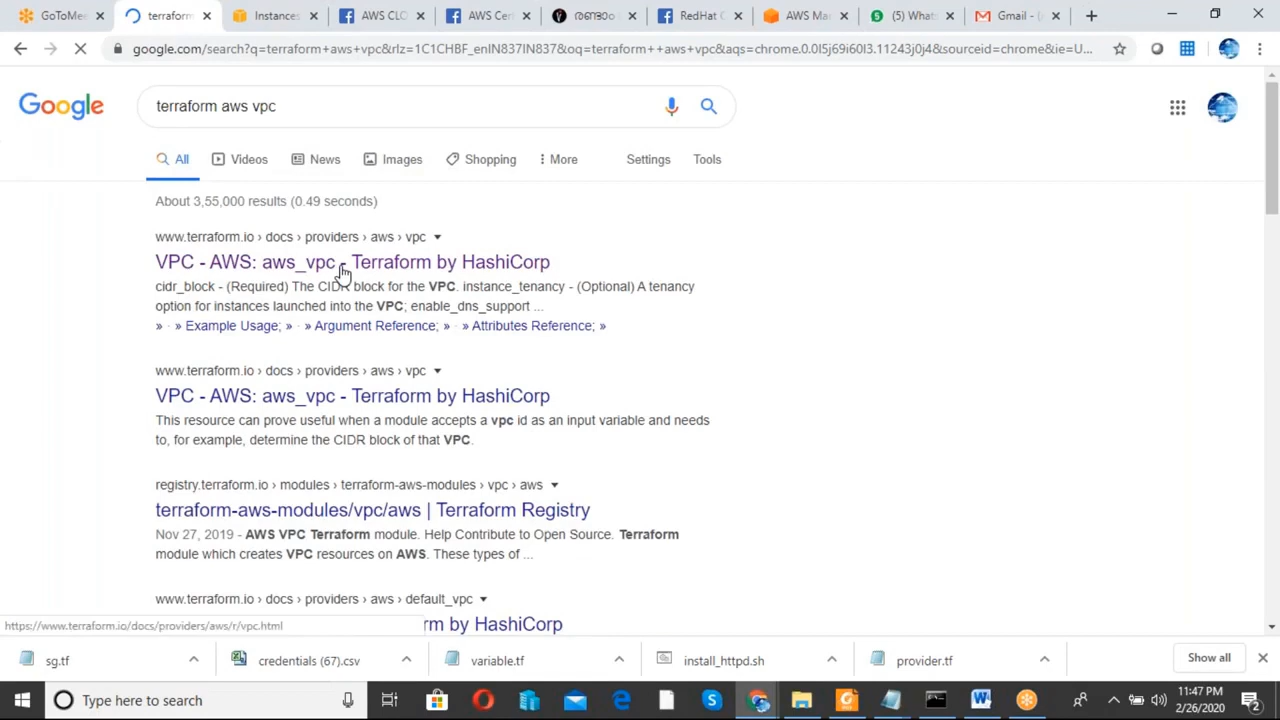 GoToMee
terraform
Instances
AWS CLO
AWS Cer
RedHat C
AWS Ma
(5) Whats
Gmail - (
google.com/search?q=terraform+aws+vpc&rlz=1C1CHBF_enIN837IN837&oq=terraform++aws+vpc&aqs=chrome.0.0l5j69i60l3.11243j0j4&sourceid=chrome&ie=U...
Google
terraform aws vpc
All
Videos
News
Images
Shopping
More
Settings
Tools
About 3,55,000 results (0.49 seconds)
www.terraform.io › docs › providers › aws › vpc
VPC - AWS: aws_vpc - Terraform by HashiCorp
cidr_block - (Required) The CIDR block for the VPC. instance_tenancy - (Optional) A tenancy
option for instances launched into the VPC; enable_dns_support ...
» · » Example Usage; » · » Argument Reference; » · » Attributes Reference; »
www.terraform.io › docs › providers › aws › vpc
VPC - AWS: aws_vpc - Terraform by HashiCorp
This resource can prove useful when a module accepts a vpc id as an input variable and needs
to, for example, determine the CIDR block of that VPC.
registry.terraform.io › modules › terraform-aws-modules › vpc › aws
terraform-aws-modules/vpc/aws | Terraform Registry
Nov 27, 2019 - AWS VPC Terraform module. Help Contribute to Open Source. Terraform
module which creates VPC resources on AWS. These types of ...
www.terraform.io › docs › providers › aws › default_vpc
rm by HashiCorp
https://www.terraform.io/docs/providers/aws/r/vpc.html
sg.tf
credentials (67).csv
variable.tf
install_httpd.sh
provider.tf
Show all
Type here to search
11:47 PM
2/26/2020
2